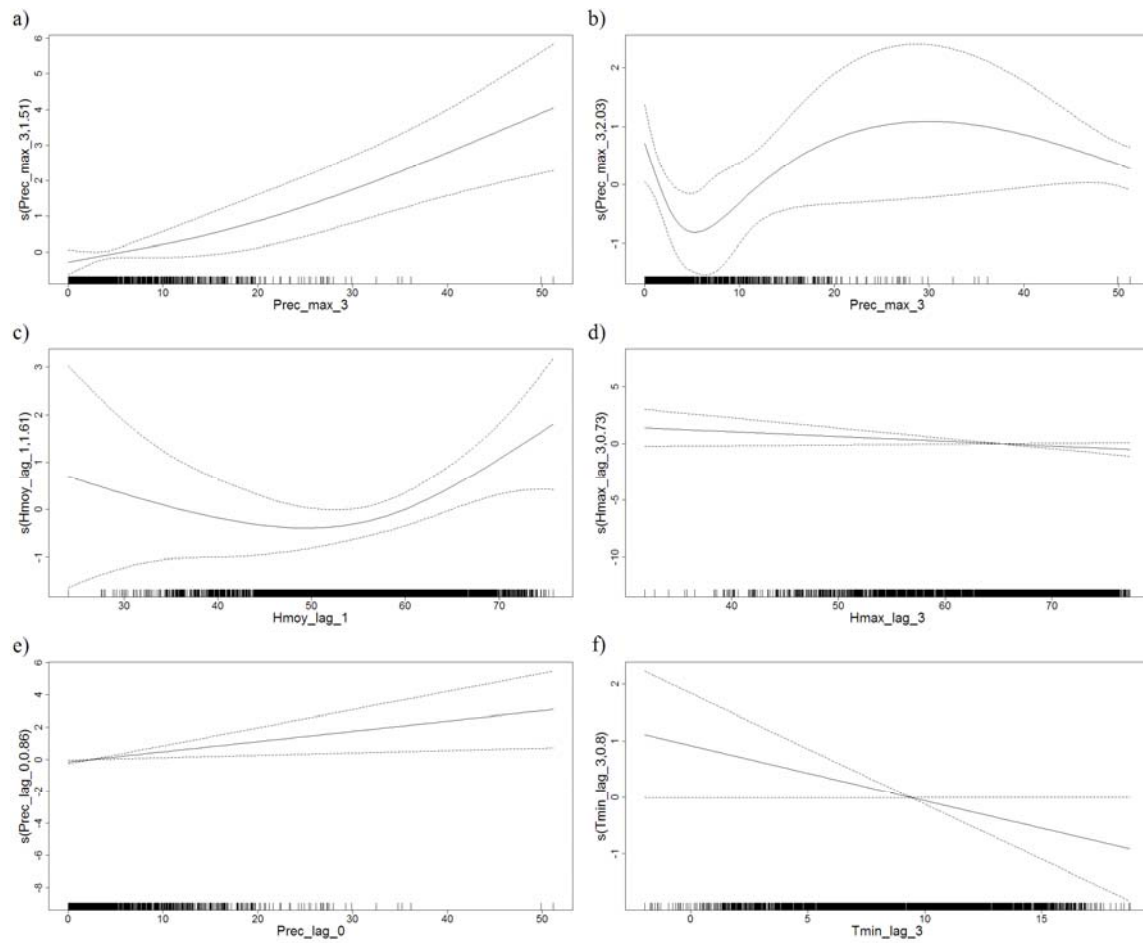 a)
6
5
4
3
2
1
0
s(Prec_max_3,1.51)
0 10 20 30 40 50
Prec_max_3
b)
2
1
0
-1
s(Prec_max_3,2.03)
0 10 20 30 40 50
Prec_max_3
c)
3
2
1
0
-1
s(Hmoy_lag_1,1.61)
30 40 50 60 70
Hmoy_lag_1
d)
5
0
-5
-10
s(Hmax_lag_3,0.73)
40 50 60 70
Hmax_lag_3
e)
6
4
2
0
-2
-4
-6
-8
s(Prec_lag_0,0.86)
0 10 20 30 40 50
Prec_lag_0
f)
2
1
0
-1
s(Tmin_lag_3,0.8)
0 5 10 15
Tmin_lag_3